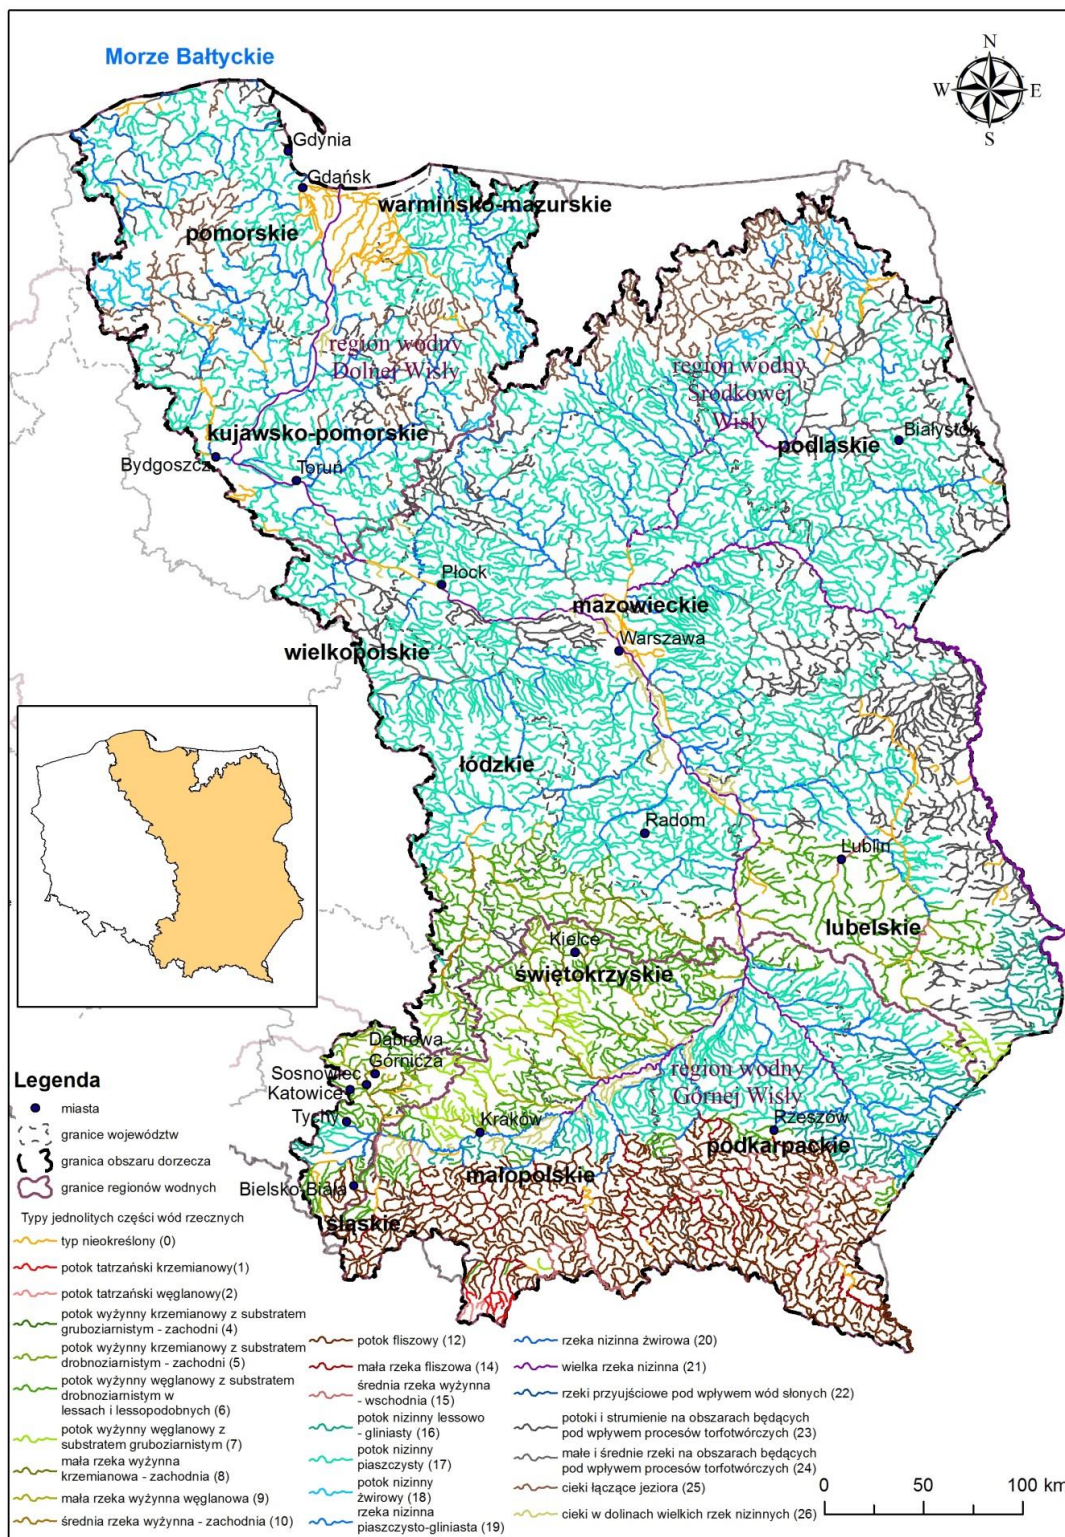 Morze Bałtyckie
N
W E
S
Gdynia
Gdańsk
warmińsko-mazurskie
pomorskie
region wodny
Dolnej Wisły
region wodny
Środkowej
Wisły
kujawsko-pomorskie
podlaskie
Białystok
Bydgoszcz
Toruń
Płock
mazowieckie
Warszawa
wielkopolskie
łódzkie
Radom
Lublin
lubelskie
Kielce
świętokrzyskie
Dąbrowa
Górnicza
Sosnowiec
Katowice
Tychy
Kraków
region wodny
Górnej Wisły
Rzeszów
podkarpackie
małopolskie
Bielsko-Biała
śląskie
Legenda
miasta
granice województw
granica obszaru dorzecza
granice regionów wodnych
Typy jednolitych części wód rzecznych
typ nieokreślony (0)
potok tatrzański krzemianowy(1)
potok tatrzański węglanowy(2)
potok wyżynny krzemianowy z substratem
gruboziarnistym - zachodni (4)
potok wyżynny krzemianowy z substratem
drobnoziarnistym - zachodni (5)
potok wyżynny węglanowy z substratem
drobnoziarnistym w
lessach i lessopodobnych (6)
potok wyżynny węglanowy z
substratem gruboziarnistym (7)
mała rzeka wyżynna
krzemianowa - zachodnia (8)
mała rzeka wyżynna węglanowa (9)
średnia rzeka wyżynna - zachodnia (10)
potok fliszowy (12)
mała rzeka fliszowa (14)
średnia rzeka wyżynna
- wschodnia (15)
potok nizinny lessowo
- gliniasty (16)
potok nizinny
piaszczysty (17)
potok nizinny
żwirowy (18)
rzeka nizinna
piaszczysto-gliniasta (19)
rzeka nizinna żwirowa (20)
wielka rzeka nizinna (21)
rzeki przyujściowe pod wpływem wód słonych (22)
potoki i strumienie na obszarach będących
pod wpływem procesów torfotwórczych (23)
małe i średnie rzeki na obszarach będących
pod wpływem procesów torfotwórczych (24)
cieki łączące jeziora (25)
cieki w dolinach wielkich rzek nizinnych (26)
0 50 100 km